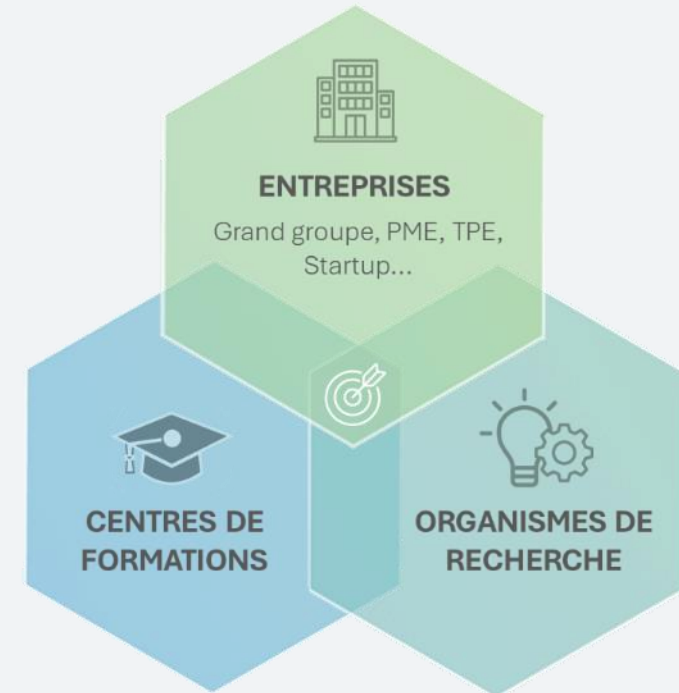 ENTREPRISES
Grand groupe, PME, TPE,
Startup...
CENTRES DE
FORMATIONS
ORGANISMES DE
RECHERCHE